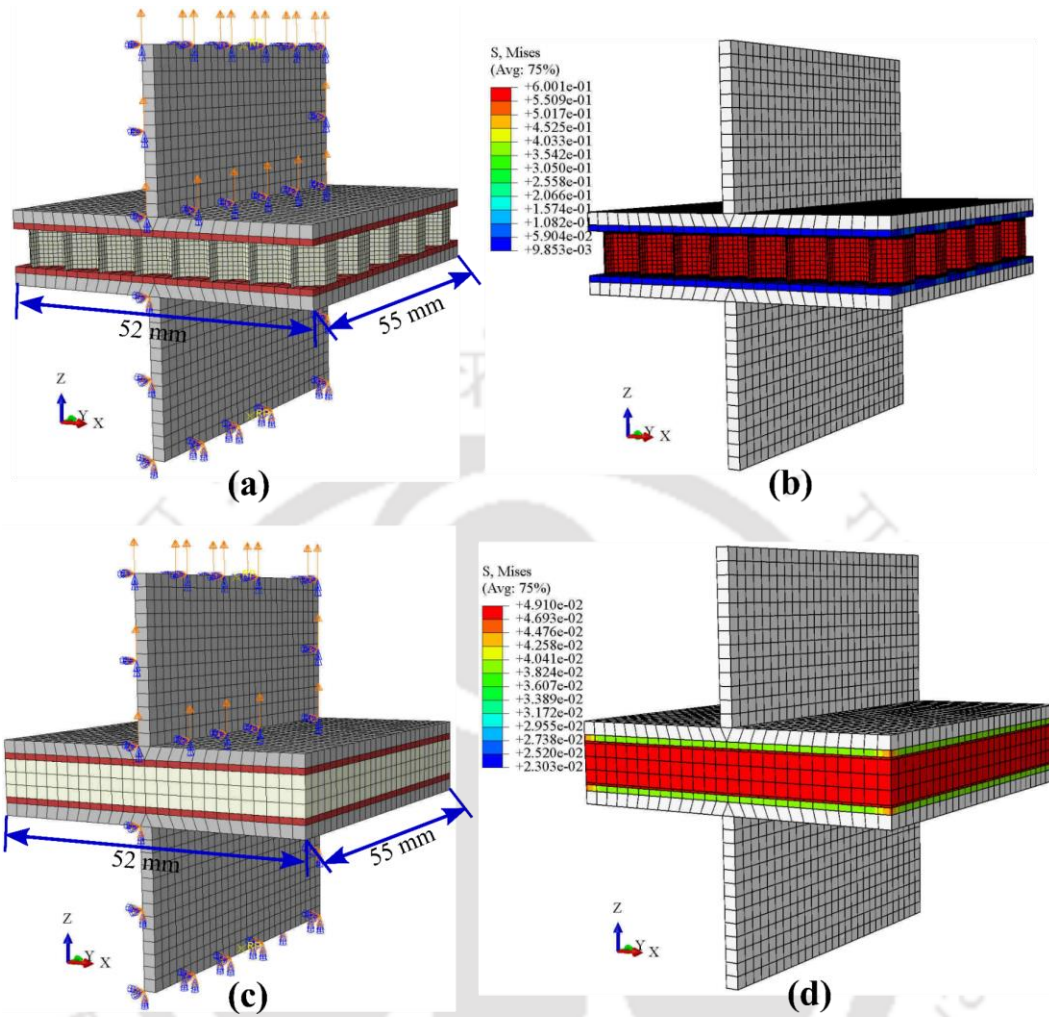 S, Mises
(Avg: 75%)
+6.001e-01
+5.509e-01
+5.017e-01
+4.525e-01
+4.033e-01
+3.542e-01
+3.050e-01
+2.558e-01
+2.066e-01
+1.574e-01
+1.082e-01
+5.904e-02
+9.853e-03
52 mm
55 mm
Z
Y
X
(a)
Z
Y
X
(b)
S, Mises
(Avg: 75%)
+4.910e-02
+4.693e-02
+4.476e-02
+4.258e-02
+4.041e-02
+3.824e-02
+3.607e-02
+3.389e-02
+3.172e-02
+2.955e-02
+2.738e-02
+2.520e-02
+2.303e-02
52 mm
55 mm
Z
Y
X
(c)
Z
Y
X
(d)